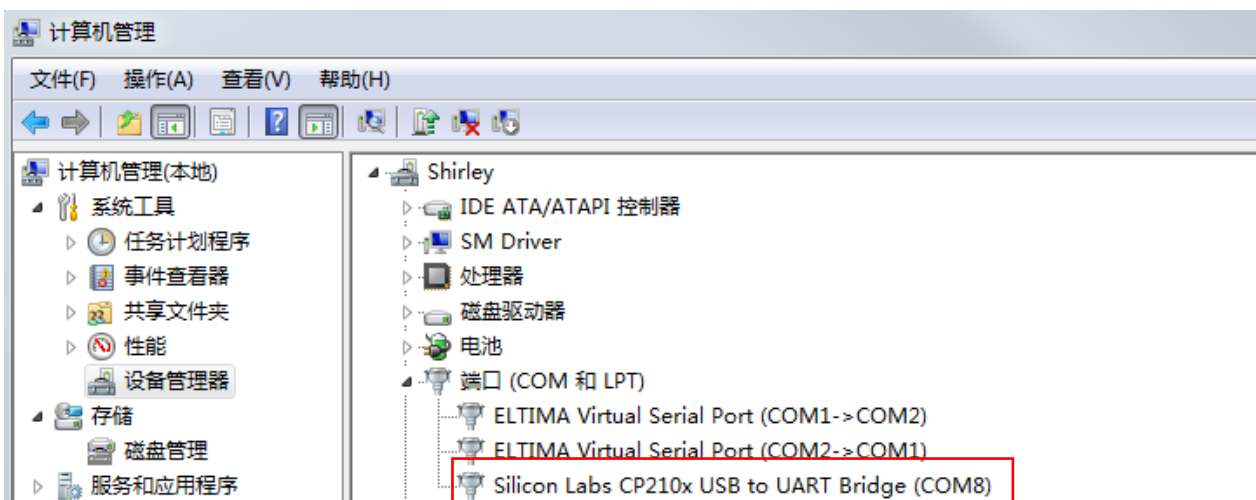 计算机管理
文件(F) 操作(A) 查看(V) 帮助(H)
计算机管理(本地)
系统工具
任务计划程序
事件查看器
共享文件夹
性能
设备管理器
存储
磁盘管理
服务和应用程序
Shirley
IDE ATA/ATAPI 控制器
SM Driver
处理器
磁盘驱动器
电池
端口 (COM 和 LPT)
ELTIMA Virtual Serial Port (COM1->COM2)
ELTIMA Virtual Serial Port (COM2->COM1)
Silicon Labs CP210x USB to UART Bridge (COM8)